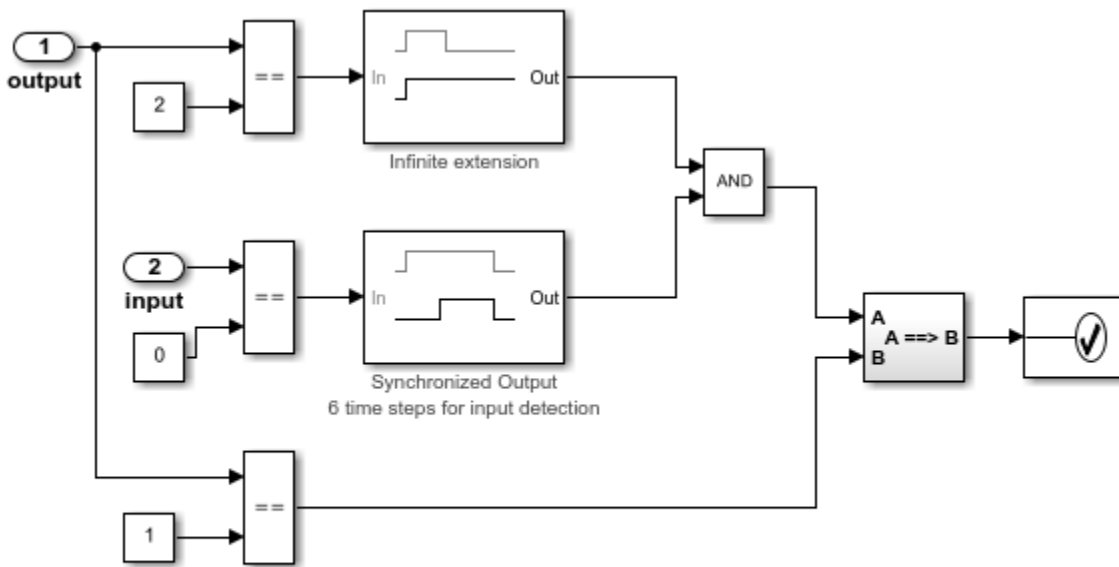 1
output
2
==
In
Out
Infinite extension
AND
2
input
0
==
In
Out
Synchronized Output
6 time steps for input detection
A
A ==> B
B
1
==